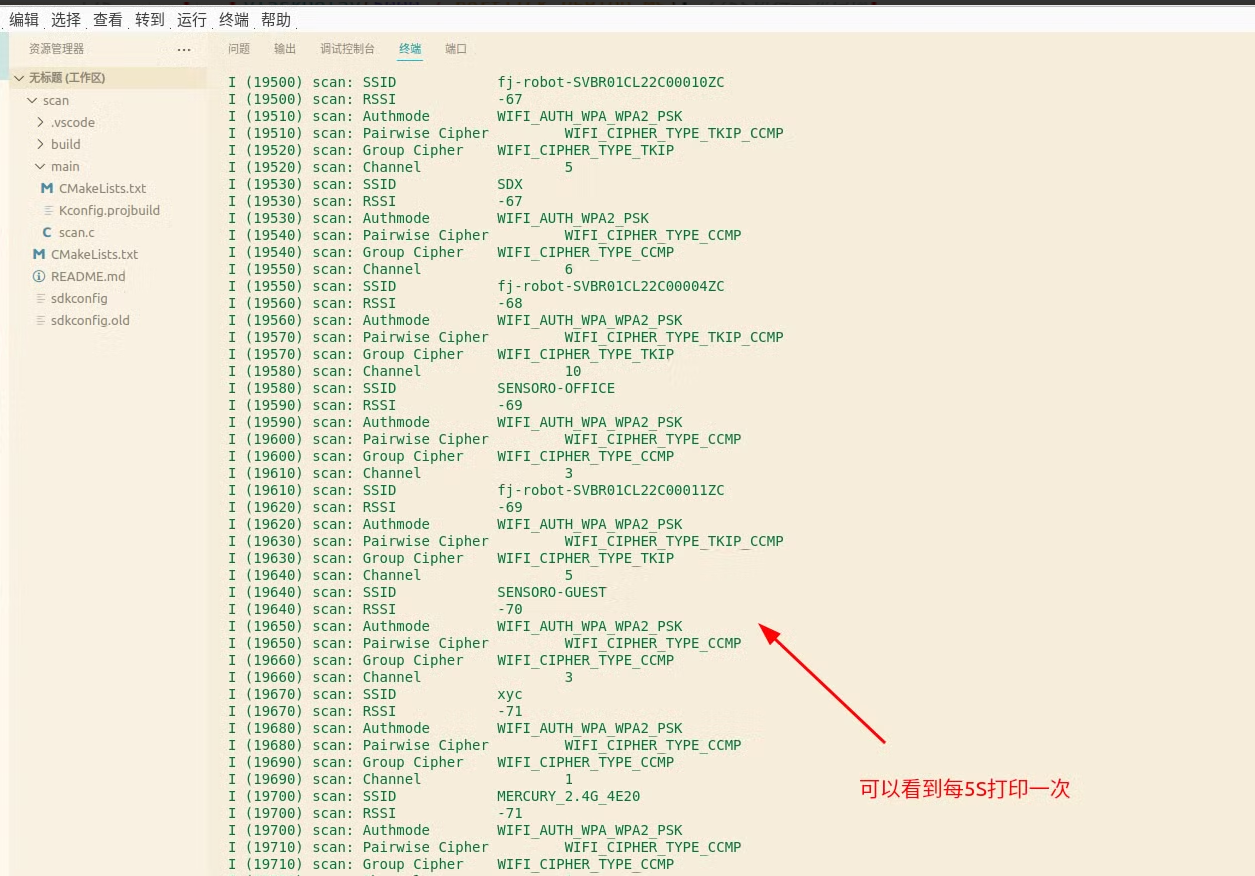 编辑 选择 查看 转到 运行 终端 帮助
资源管理器 ...
问题 输出 调试控制台 终端 端口
无标题 (工作区)
scan
.vscode
build
main
CMakeLists.txt
Kconfig.projbuild
scan.c
CMakeLists.txt
README.md
sdkconfig
sdkconfig.old
I (19500) scan: SSID fj-robot-SVBR01CL22C00010ZC
I (19500) scan: RSSI -67
I (19510) scan: Authmode WIFI_AUTH_WPA_WPA2_PSK
I (19510) scan: Pairwise Cipher WIFI_CIPHER_TYPE_TKIP_CCMP
I (19520) scan: Group Cipher WIFI_CIPHER_TYPE_TKIP
I (19520) scan: Channel 5
I (19530) scan: SSID SDX
I (19530) scan: RSSI -67
I (19530) scan: Authmode WIFI_AUTH_WPA2_PSK
I (19540) scan: Pairwise Cipher WIFI_CIPHER_TYPE_CCMP
I (19540) scan: Group Cipher WIFI_CIPHER_TYPE_CCMP
I (19550) scan: Channel 6
I (19550) scan: SSID fj-robot-SVBR01CL22C00004ZC
I (19560) scan: RSSI -68
I (19560) scan: Authmode WIFI_AUTH_WPA_WPA2_PSK
I (19570) scan: Pairwise Cipher WIFI_CIPHER_TYPE_TKIP_CCMP
I (19570) scan: Group Cipher WIFI_CIPHER_TYPE_TKIP
I (19580) scan: Channel 10
I (19580) scan: SSID SENSORO-OFFICE
I (19590) scan: RSSI -69
I (19590) scan: Authmode WIFI_AUTH_WPA_WPA2_PSK
I (19600) scan: Pairwise Cipher WIFI_CIPHER_TYPE_CCMP
I (19600) scan: Group Cipher WIFI_CIPHER_TYPE_CCMP
I (19610) scan: Channel 3
I (19610) scan: SSID fj-robot-SVBR01CL22C00011ZC
I (19620) scan: RSSI -69
I (19620) scan: Authmode WIFI_AUTH_WPA_WPA2_PSK
I (19630) scan: Pairwise Cipher WIFI_CIPHER_TYPE_TKIP_CCMP
I (19630) scan: Group Cipher WIFI_CIPHER_TYPE_TKIP
I (19640) scan: Channel 5
I (19640) scan: SSID SENSORO-GUEST
I (19640) scan: RSSI -70
I (19650) scan: Authmode WIFI_AUTH_WPA_WPA2_PSK
I (19650) scan: Pairwise Cipher WIFI_CIPHER_TYPE_CCMP
I (19660) scan: Group Cipher WIFI_CIPHER_TYPE_CCMP
I (19660) scan: Channel 3
I (19670) scan: SSID xyc
I (19670) scan: RSSI -71
I (19680) scan: Authmode WIFI_AUTH_WPA_WPA2_PSK
I (19680) scan: Pairwise Cipher WIFI_CIPHER_TYPE_CCMP
I (19690) scan: Group Cipher WIFI_CIPHER_TYPE_CCMP
I (19690) scan: Channel 1
I (19700) scan: SSID MERCURY_2.4G_4E20
I (19700) scan: RSSI -71
I (19700) scan: Authmode WIFI_AUTH_WPA_WPA2_PSK
I (19710) scan: Pairwise Cipher WIFI_CIPHER_TYPE_CCMP
I (19710) scan: Group Cipher WIFI_CIPHER_TYPE_CCMP
可以看到每5S打印一次